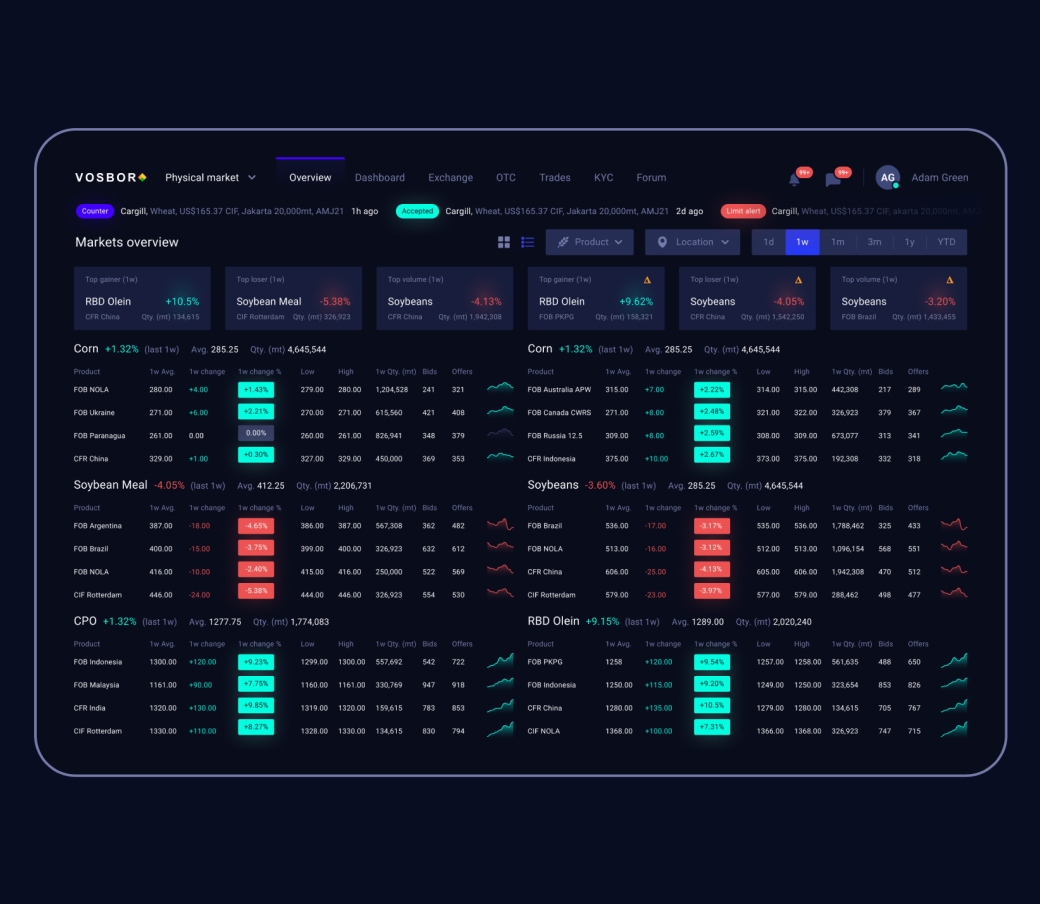 VOSBOR Physical market Overview Dashboard Exchange OTC Trades KYC Forum 99+ 99+ AG Adam Green
Counter Cargill, Wheat, US$165.37 CIF, Jakarta 20,000mt, AMJ21 1h ago Accepted Cargill, Wheat, US$165.37 CIF, Jakarta 20,000mt, AMJ21 2d ago Limit alert Cargill, Wheat, US$165.37 CIF, akarta 20,000mt,
Markets overview Product Location 1d 1w 1m 3m 1y YTD
Top gainer (1w) Top loser (1w) Top volume (1w) Top gainer (1w) Top loser (1w) Top volume (1w)
RBD Olein +10.5% Soybean Meal -5.38% Soybeans -4.13% RBD Olein +9.62% Soybeans -4.05% Soybeans -3.20%
CFR China Qty. (mt) 134,615 CIF Rotterdam Qty. (mt) 326,923 CFR China Qty. (mt) 1,942,308 FOB PKPG Qty. (mt) 158,321 CFR China Qty. (mt) 1,542,250 FOB Brazil Qty. (mt) 1,433,455
Corn +1.32% (last 1w) Avg. 285.25 Qty. (mt) 4,645,544
Product 1w Avg. 1w change 1w change % Low High 1w Qty. (mt) Bids Offers
FOB NOLA 280.00 +4.00 +1.43% 279.00 280.00 1,204,528 241 321
FOB Ukraine 271.00 +6.00 +2.21% 270.00 271.00 615,560 421 408
FOB Paranagua 261.00 0.00 0.00% 260.00 261.00 826,941 348 379
CFR China 329.00 +1.00 +0.30% 327.00 329.00 450,000 369 353
Corn +1.32% (last 1w) Avg. 285.25 Qty. (mt) 4,645,544
Product 1w Avg. 1w change 1w change % Low High 1w Qty. (mt) Bids Offers
FOB Australia APW 315.00 +7.00 +2.22% 314.00 315.00 442,308 217 289
FOB Canada CWRS 271.00 +8.00 +2.48% 321.00 322.00 326,923 379 367
FOB Russia 12.5 309.00 +8.00 +2.59% 308.00 309.00 673,077 313 341
CFR Indonesia 375.00 +10.00 +2.67% 373.00 375.00 192,308 332 318
Soybean Meal -4.05% (last 1w) Avg. 412.25 Qty. (mt) 2,206,731
Product 1w Avg. 1w change 1w change % Low High 1w Qty. (mt) Bids Offers
FOB Argentina 387.00 -18.00 -4.65% 386.00 387.00 567,308 362 482
FOB Brazil 400.00 -15.00 -3.75% 399.00 400.00 326,923 632 612
FOB NOLA 416.00 -10.00 -2.40% 415.00 416.00 250,000 522 569
CIF Rotterdam 446.00 -24.00 -5.38% 444.00 446.00 326,923 554 530
Soybeans -3.60% (last 1w) Avg. 285.25 Qty. (mt) 4,645,544
Product 1w Avg. 1w change 1w change % Low High 1w Qty. (mt) Bids Offers
FOB Brazil 536.00 -17.00 -3.17% 535.00 536.00 1,788,462 325 433
FOB NOLA 513.00 -16.00 -3.12% 512.00 513.00 1,096,154 568 551
CFR China 606.00 -25.00 -4.13% 605.00 606.00 1,942,308 470 512
CIF Rotterdam 579.00 -23.00 -3.97% 577.00 579.00 288,462 498 477
CPO +1.32% (last 1w) Avg. 1277.75 Qty. (mt) 1,774,083
Product 1w Avg. 1w change 1w change % Low High 1w Qty. (mt) Bids Offers
FOB Indonesia 1300.00 +120.00 +9.23% 1299.00 1300.00 557,692 542 722
FOB Malaysia 1161.00 +90.00 +7.75% 1160.00 1161.00 330,769 947 918
CFR India 1320.00 +130.00 +9.85% 1319.00 1320.00 159,615 783 853
CIF Rotterdam 1330.00 +110.00 +8.27% 1328.00 1330.00 134,615 830 794
RBD Olein +9.15% (last 1w) Avg. 1289.00 Qty. (mt) 2,020,240
Product 1w Avg. 1w change 1w change % Low High 1w Qty. (mt) Bids Offers
FOB PKPG 1258 +120.00 +9.54% 1257.00 1258.00 561,635 488 650
FOB Indonesia 1250.00 +115.00 +9.20% 1249.00 1250.00 323,654 853 826
CFR China 1280.00 +135.00 +10.5% 1279.00 1280.00 134,615 705 767
CIF NOLA 1368.00 +100.00 +7.31% 1366.00 1368.00 326,923 747 715